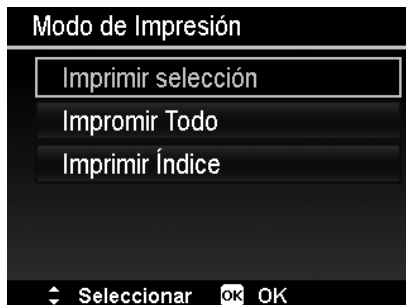 Modo de Impresión
Imprimir selección
Impromir Todo
Imprimir Índice
Seleccionar OK OK